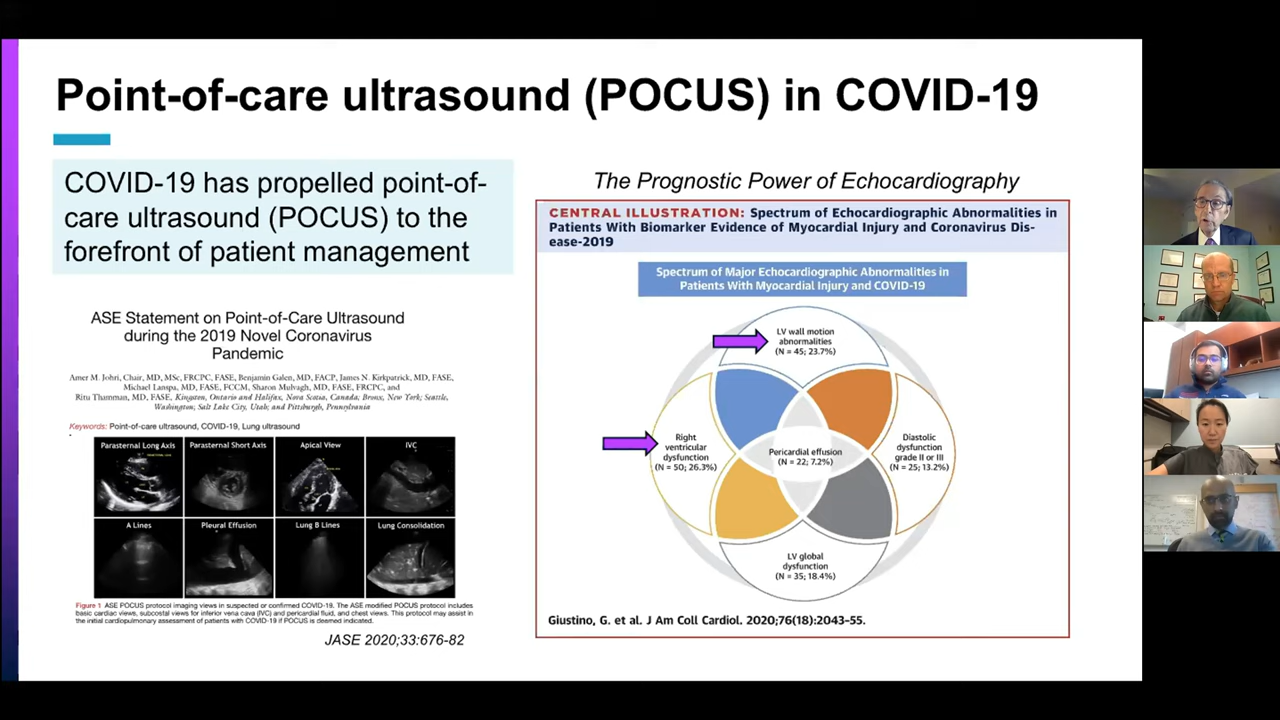 Point-of-care ultrasound (POCUS) in COVID-19
COVID-19 has propelled point-of-
care ultrasound (POCUS) to the
forefront of patient management
ASE Statement on Point-of-Care Ultrasound
during the 2019 Novel Coronavirus
Pandemic
Amer M. Johri, Chair, MD, MSc, FRCPC, FASE, Benjamin Galen, MD, FACP, James N. Kirkpatrick, MD, FASE,
Michael Lanspa, MD, FASE, FCCM, Sharon Mulvagh, MD, FASE, FRCPC, and
Ritu Thamman, MD, FASE, Kingston, Ontario and Halifax, Nova Scotia, Canada; Bronx, New York; Seattle,
Washington; Salt Lake City, Utah; and Pittsburgh, Pennsylvania
Keywords: Point-of-care ultrasound, COVID-19, Lung ultrasound
Parasternal Long Axis
Parasternal Short Axis
Apical View
IVC
A Lines
Pleural Effusion
Lung B Lines
Lung Consolidation
Figure 1 ASE POCUS protocol imaging views in suspected or confirmed COVID-19. The ASE modified POCUS protocol includes
basic cardiac views, subcostal views for inferior vena cava (IVC) and pericardial fluid, and chest views. This protocol may assist in
the initial cardiopulmonary assessment of patients with COVID-19 if POCUS is deemed indicated.
JASE 2020;33:676-82
The Prognostic Power of Echocardiography
CENTRAL ILLUSTRATION: Spectrum of Echocardiographic Abnormalities in
Patients With Biomarker Evidence of Myocardial Injury and Coronavirus Dis-
ease-2019
Spectrum of Major Echocardiographic Abnormalities in
Patients With Myocardial Injury and COVID-19
LV wall motion
abnormalities
(N = 45; 23.7%)
Right
ventricular
dysfunction
(N = 50; 26.3%)
Pericardial effusion
(N = 22; 7.2%)
Diastolic
dysfunction
grade II or III
(N = 25; 13.2%)
LV global
dysfunction
(N = 35; 18.4%)
Giustino, G. et al. J Am Coll Cardiol. 2020;76(18):2043–55.